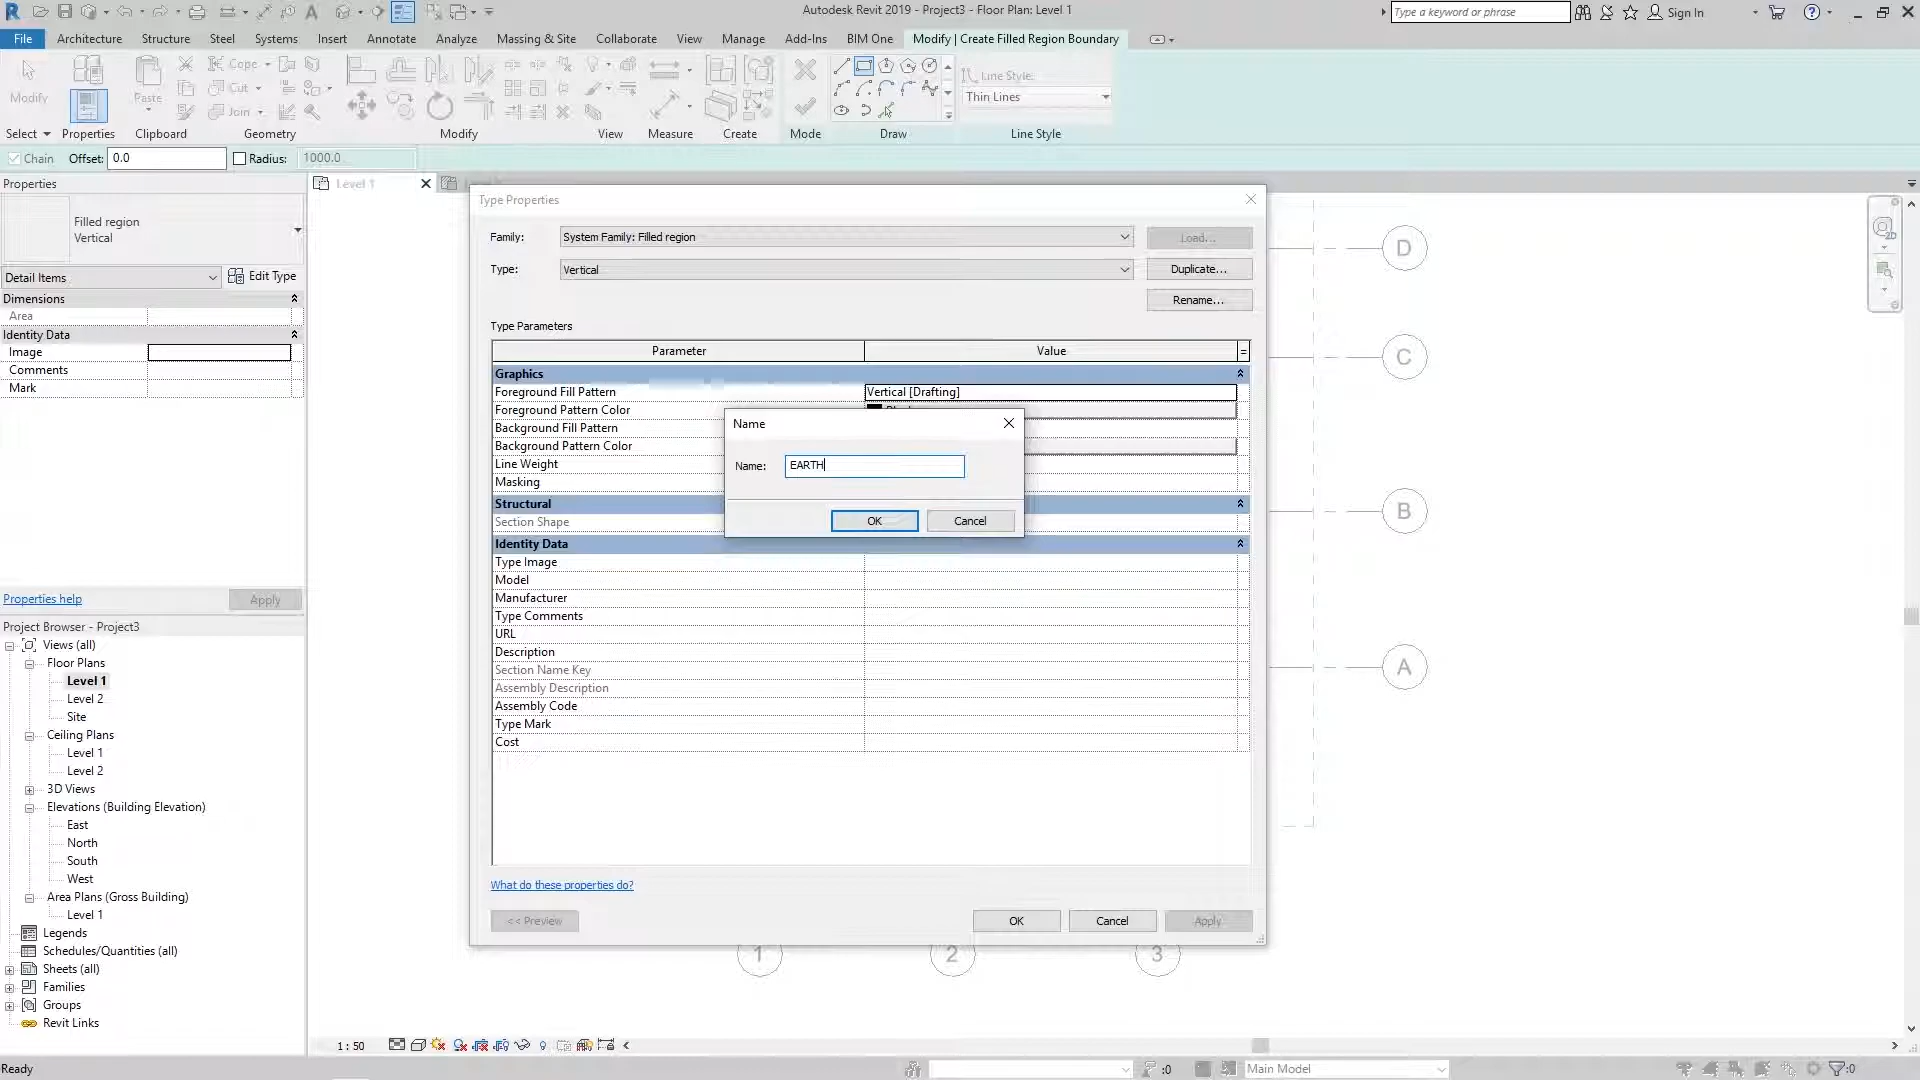 Autodesk Revit 2019 - Project3 - Floor Plan: Level 1
Type a keyword or phrase
Sign In
File Architecture Structure Steel Systems Insert Annotate Analyze Massing & Site Collaborate View Manage Add-Ins BIM One Modify | Create Filled Region Boundary
Modify
Paste
Cope
Cut
Join
Line Style:
Thin Lines
Select Properties Clipboard Geometry Modify View Measure Create Mode Draw Line Style
Chain Offset: 0.0 Radius: 1000.0
Properties
Filled region
Vertical
Detail Items
Edit Type
Dimensions
Area
Identity Data
Image
Comments
Mark
Properties help
Apply
Project Browser - Project3
Views (all)
Floor Plans
Level 1
Level 2
Site
Ceiling Plans
Level 1
Level 2
3D Views
Elevations (Building Elevation)
East
North
South
West
Area Plans (Gross Building)
Level 1
Legends
Schedules/Quantities (all)
Sheets (all)
Families
Groups
Revit Links
Level 1
Type Properties
Family: System Family: Filled region Load...
Type: Vertical Duplicate...
Rename...
Type Parameters
Parameter Value =
Graphics
Foreground Fill Pattern Vertical [Drafting]
Foreground Pattern Color
Background Fill Pattern
Background Pattern Color
Line Weight
Masking
Structural
Section Shape
Identity Data
Type Image
Model
Manufacturer
Type Comments
URL
Description
Section Name Key
Assembly Description
Assembly Code
Type Mark
Cost
What do these properties do?
<< Preview OK Cancel Apply
Name
Name: EARTH
OK Cancel
D
C
B
A
1 2 3
1 : 50
Ready
:0
Main Model
:0